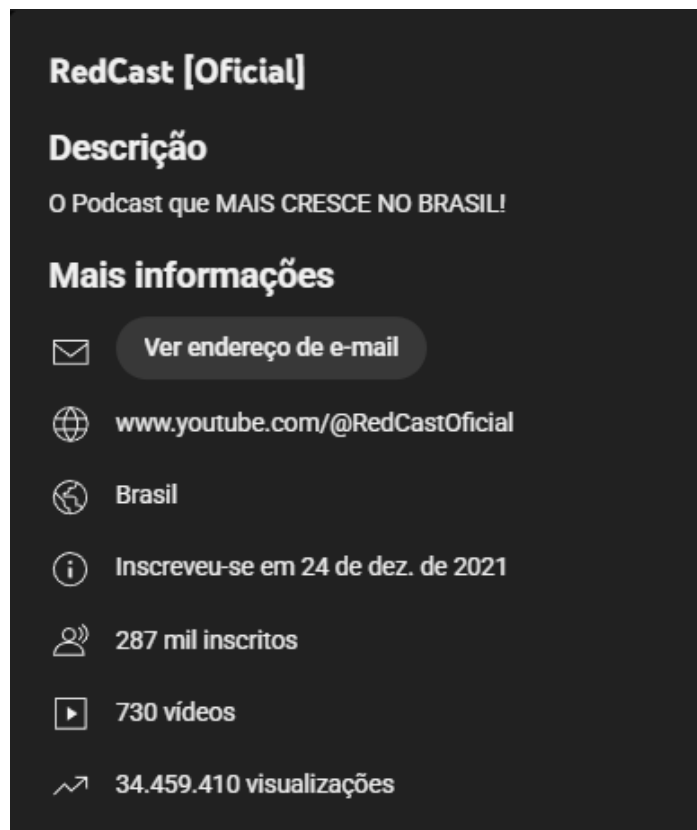 RedCast [Oficial]
Descrição
O Podcast que MAIS CRESCE NO BRASIL!
Mais informações
Ver endereço de e-mail
www.youtube.com/@RedCastOficial
Brasil
Inscreveu-se em 24 de dez. de 2021
287 mil inscritos
730 vídeos
34.459.410 visualizações